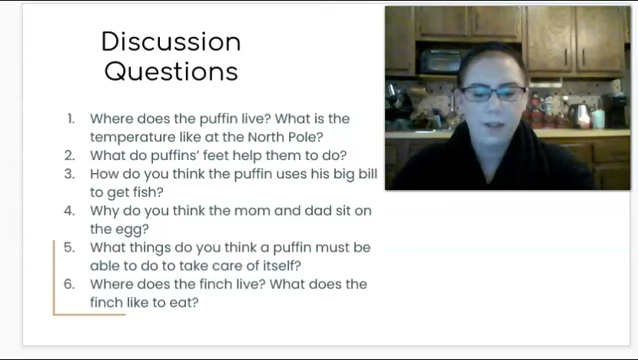 Discussion
Questions
1. Where does the puffin live? What is the
temperature like at the North Pole?
2. What do puffins' feet help them to do?
3. How do you think the puffin uses his big bill
to get fish?
4. Why do you think the mom and dad sit on
the egg?
5. What things do you think a puffin must be
able to do to take care of itself?
6. Where does the finch live? What does the
finch like to eat?